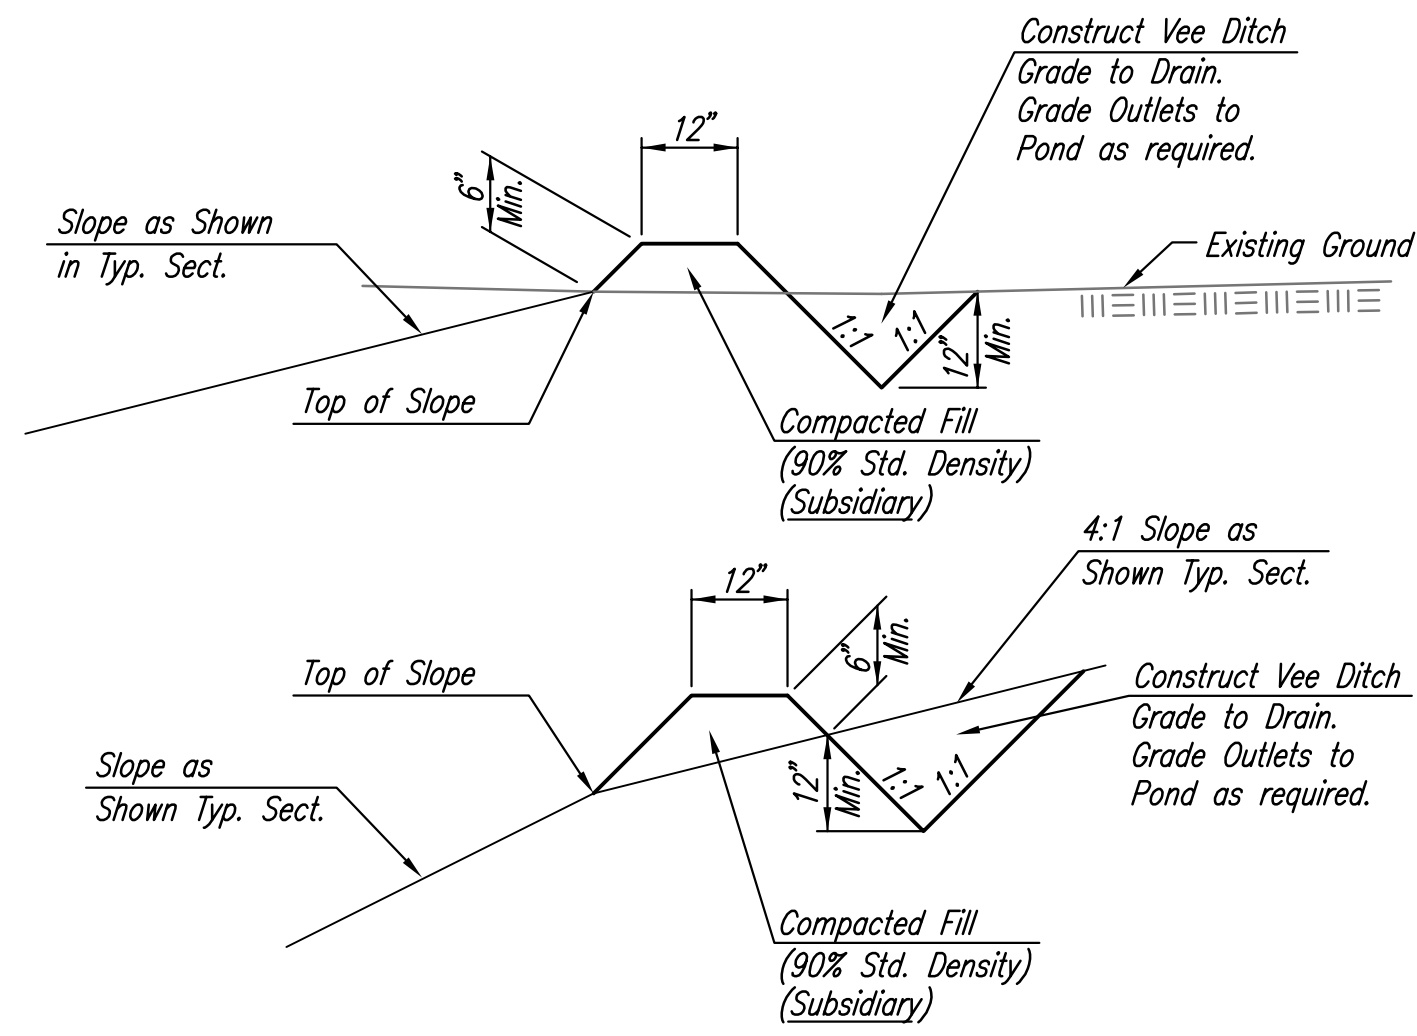 Construct Vee Ditch
Grade to Drain.
Grade Outlets to
Pond as required.
12"
6"
Min.
Slope as Shown
in Typ. Sect.
Existing Ground
1:1
1:1
12"
Min.
Top of Slope
Compacted Fill
(90% Std. Density)
(Subsidiary)
4:1 Slope as
Shown Typ. Sect.
12"
6"
Min.
Top of Slope
Construct Vee Ditch
Grade to Drain.
Grade Outlets to
Pond as required.
Slope as
Shown Typ. Sect.
12"
Min.
1:1
1:1
Compacted Fill
(90% Std. Density)
(Subsidiary)